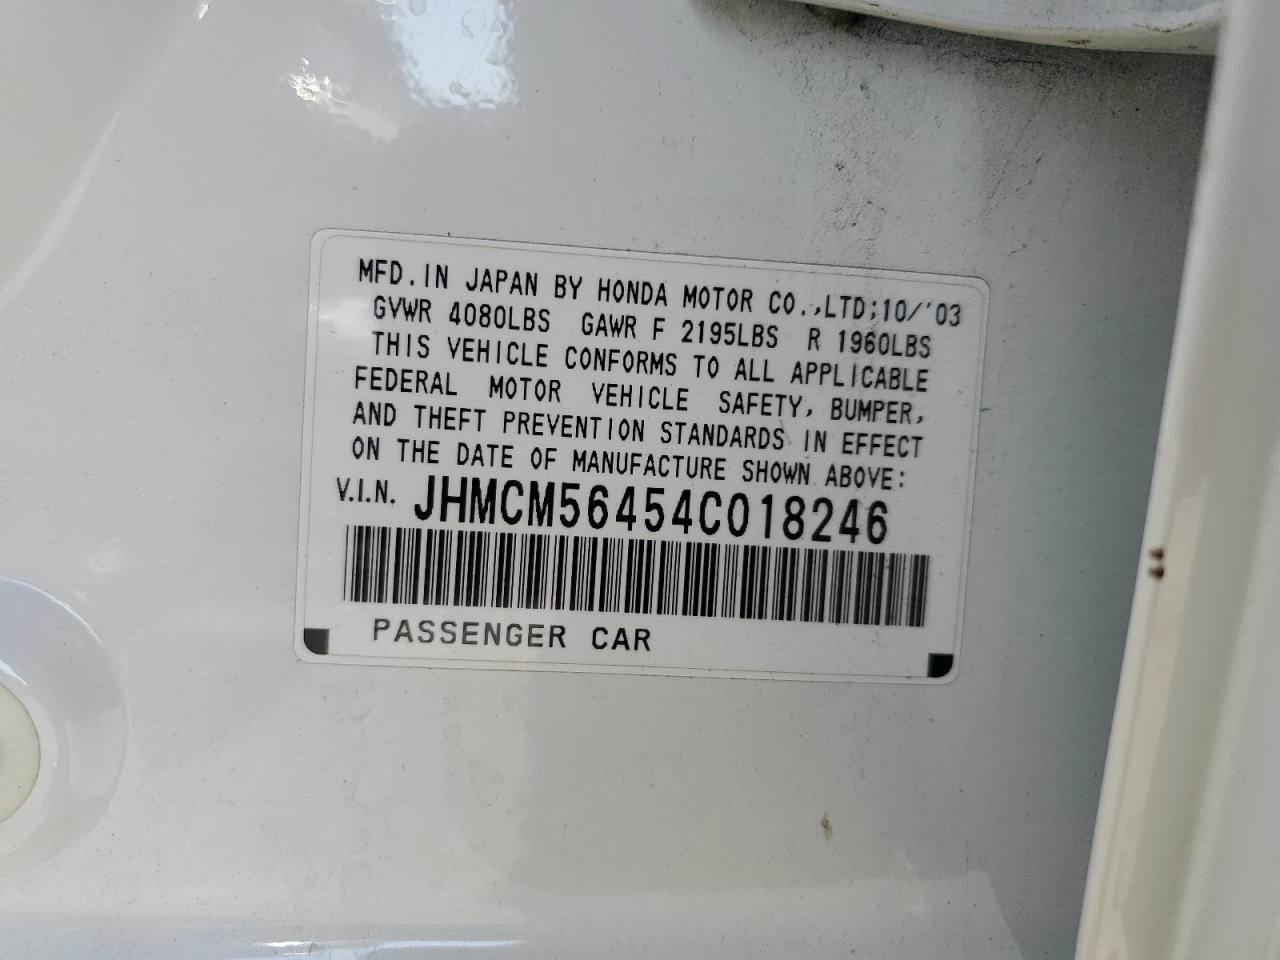 MFD. IN JAPAN BY HONDA MOTOR CO.,LTD;10/'03
GVWR 4080LBS GAWR F 2195LBS R 1960LBS
THIS VEHICLE CONFORMS TO ALL APPLICABLE
FEDERAL MOTOR VEHICLE SAFETY, BUMPER,
AND THEFT PREVENTION STANDARDS IN EFFECT
ON THE DATE OF MANUFACTURE SHOWN ABOVE:
V.I.N. JHMCM56454C018246
PASSENGER CAR